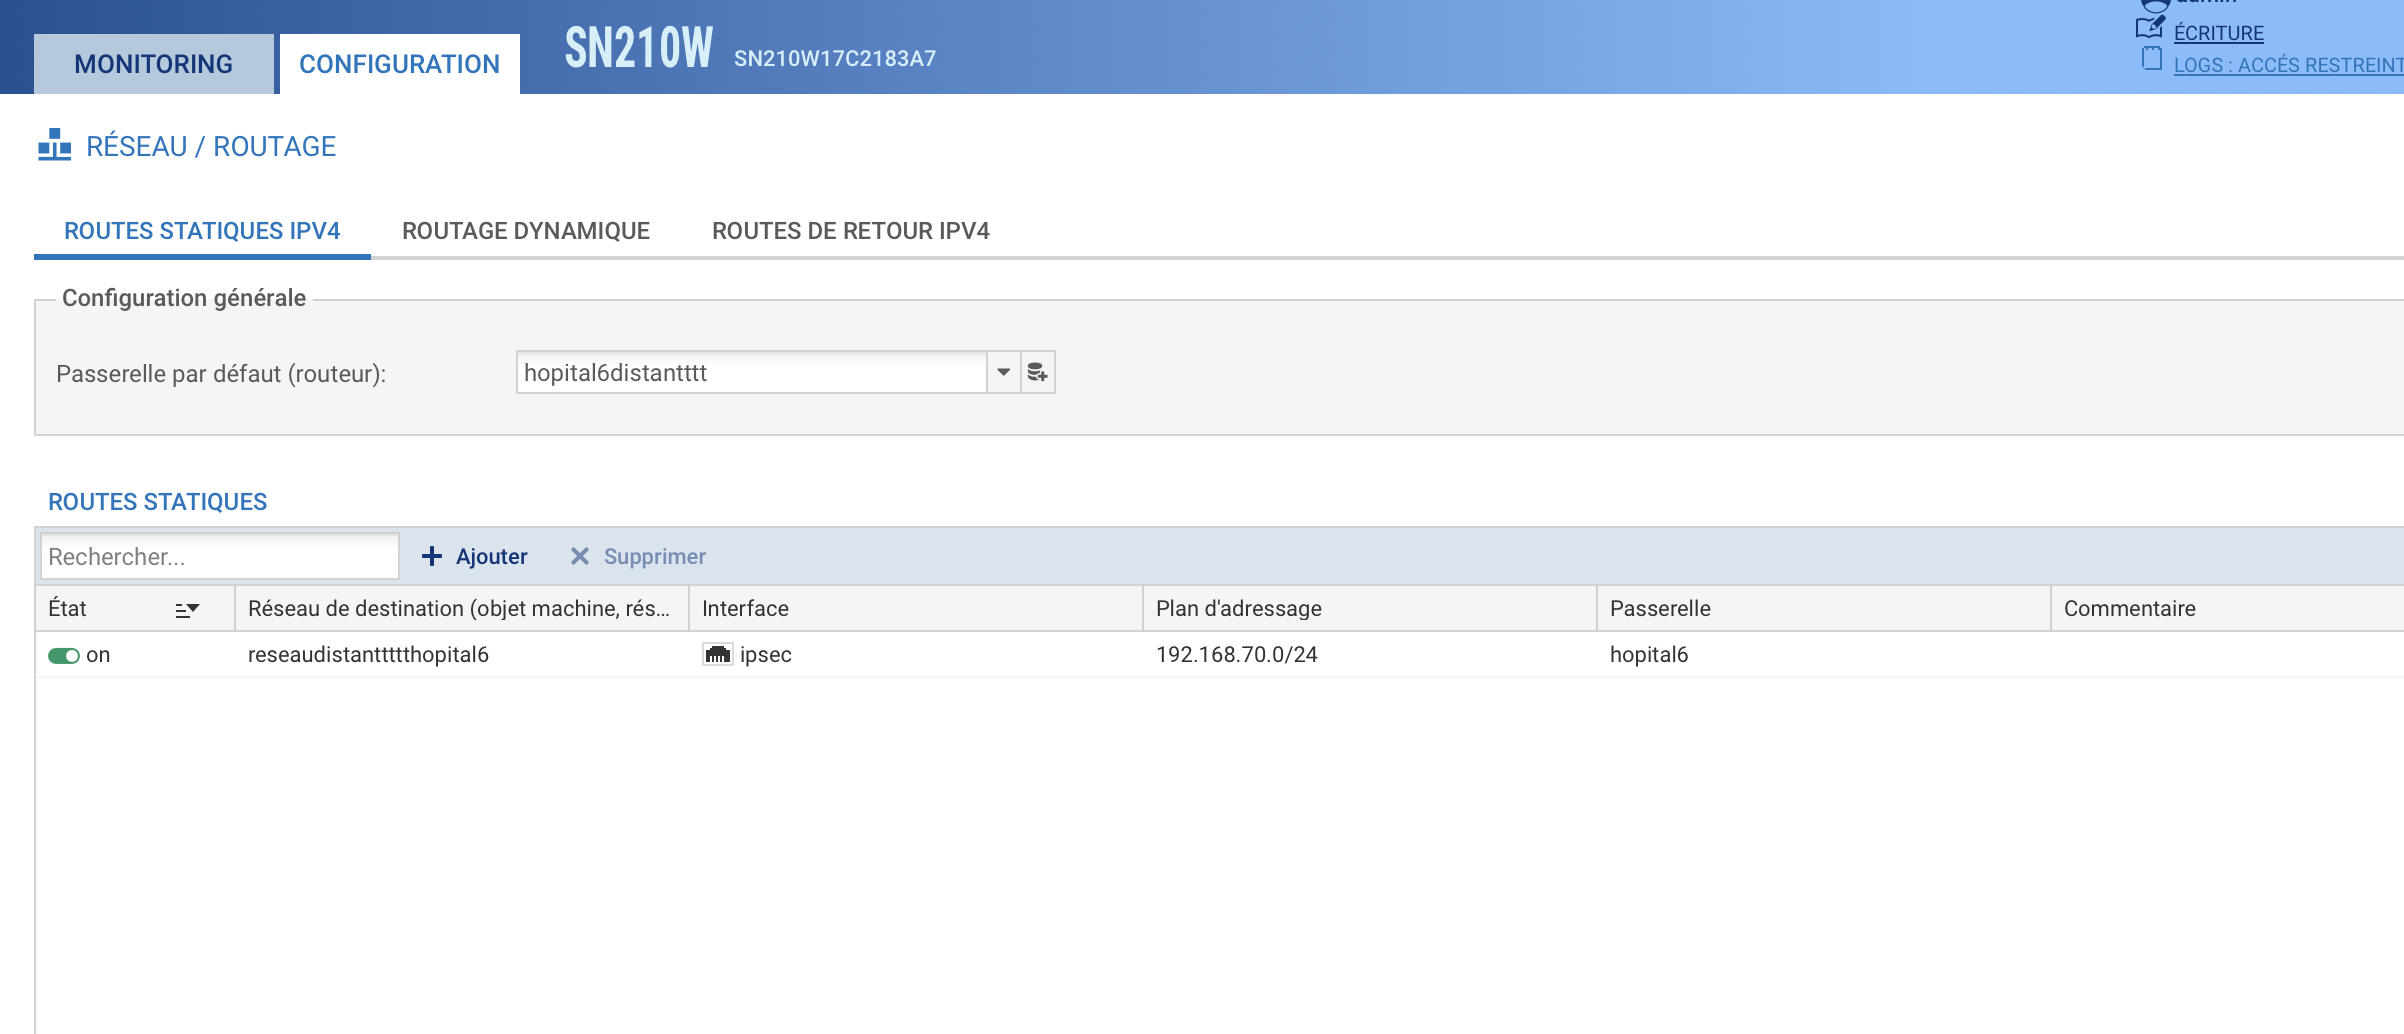 admin
MONITORING CONFIGURATION SN210W SN210W17C2183A7 ÉCRITURE
LOGS : ACCÉS RESTREINT
RÉSEAU / ROUTAGE
ROUTES STATIQUES IPV4 ROUTAGE DYNAMIQUE ROUTES DE RETOUR IPV4
Configuration générale
Passerelle par défaut (routeur): hopital6distantttt
ROUTES STATIQUES
Rechercher... Ajouter Supprimer
État Réseau de destination (objet machine, rés... Interface Plan d'adressage Passerelle Commentaire
on reseaudistanttttthopital6 ipsec 192.168.70.0/24 hopital6